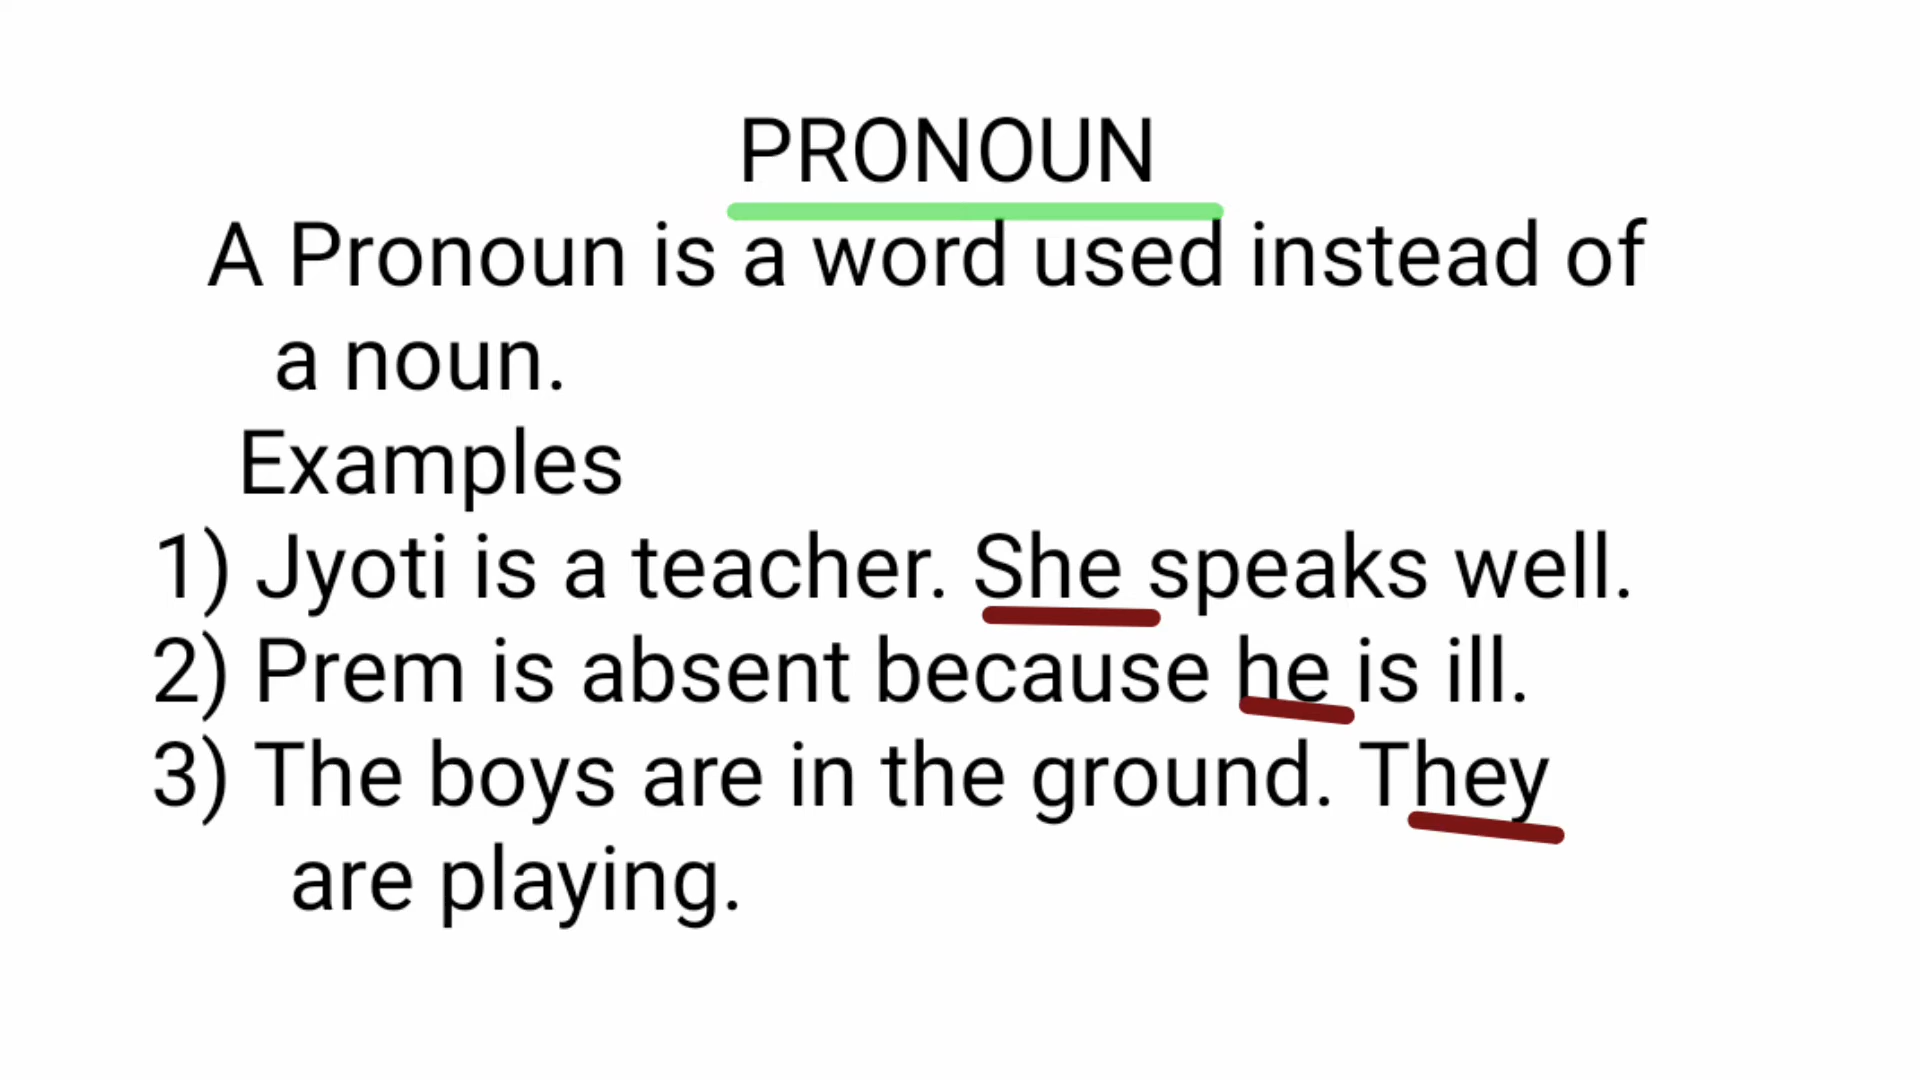 PRONOUN
A Pronoun is a word used instead of
a noun.
Examples
1) Jyoti is a teacher. She speaks well.
2) Prem is absent because he is ill.
3) The boys are in the ground. They
are playing.